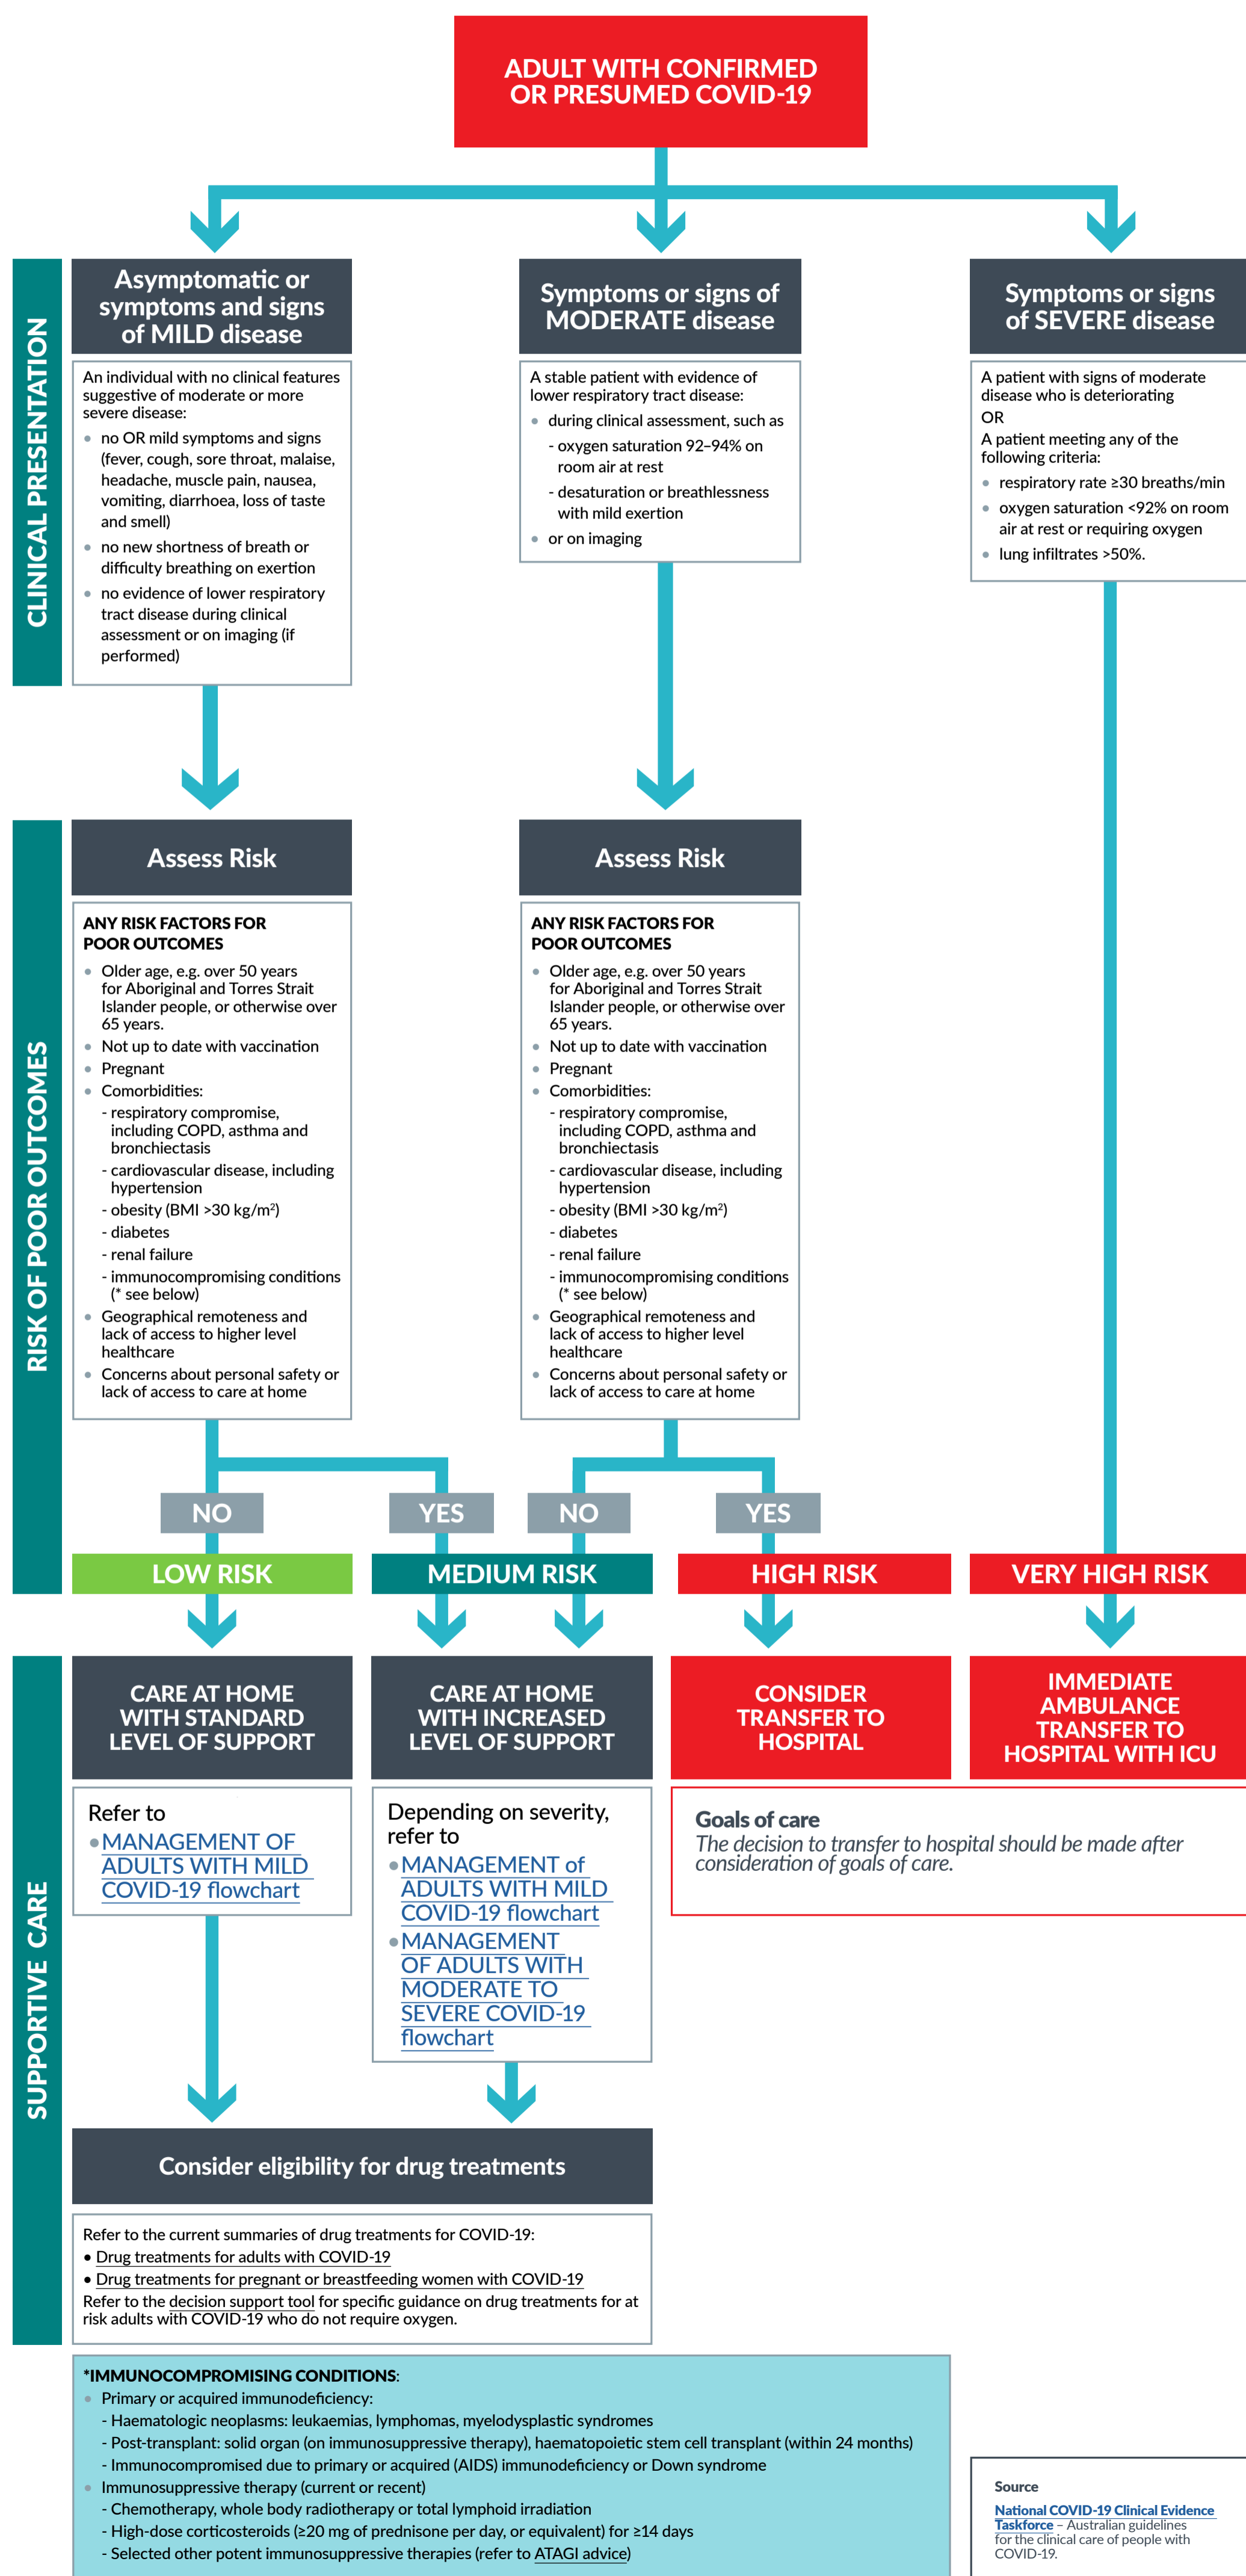 ADULT WITH CONFIRMED
OR PRESUMED COVID-19
CLINICAL PRESENTATION
Asymptomatic or
symptoms and signs
of MILD disease
An individual with no clinical features
suggestive of moderate or more
severe disease:
• no OR mild symptoms and signs
(fever, cough, sore throat, malaise,
headache, muscle pain, nausea,
vomiting, diarrhoea, loss of taste
and smell)
• no new shortness of breath or
difficulty breathing on exertion
• no evidence of lower respiratory
tract disease during clinical
assessment or on imaging (if
performed)
Symptoms or signs of
MODERATE disease
A stable patient with evidence of
lower respiratory tract disease:
• during clinical assessment, such as
- oxygen saturation 92–94% on
room air at rest
- desaturation or breathlessness
with mild exertion
• or on imaging
Symptoms or signs
of SEVERE disease
A patient with signs of moderate
disease who is deteriorating
OR
A patient meeting any of the
following criteria:
• respiratory rate ≥30 breaths/min
• oxygen saturation <92% on room
air at rest or requiring oxygen
• lung infiltrates >50%.
RISK OF POOR OUTCOMES
Assess Risk
ANY RISK FACTORS FOR
POOR OUTCOMES
• Older age, e.g. over 50 years
for Aboriginal and Torres Strait
Islander people, or otherwise over
65 years.
• Not up to date with vaccination
• Pregnant
• Comorbidities:
- respiratory compromise,
including COPD, asthma and
bronchiectasis
- cardiovascular disease, including
hypertension
- obesity (BMI >30 kg/m²)
- diabetes
- renal failure
- immunocompromising conditions
(* see below)
• Geographical remoteness and
lack of access to higher level
healthcare
• Concerns about personal safety or
lack of access to care at home
Assess Risk
ANY RISK FACTORS FOR
POOR OUTCOMES
• Older age, e.g. over 50 years
for Aboriginal and Torres Strait
Islander people, or otherwise over
65 years.
• Not up to date with vaccination
• Pregnant
• Comorbidities:
- respiratory compromise,
including COPD, asthma and
bronchiectasis
- cardiovascular disease, including
hypertension
- obesity (BMI >30 kg/m²)
- diabetes
- renal failure
- immunocompromising conditions
(* see below)
• Geographical remoteness and
lack of access to higher level
healthcare
• Concerns about personal safety or
lack of access to care at home
NO
YES
NO
YES
LOW RISK
MEDIUM RISK
HIGH RISK
VERY HIGH RISK
SUPPORTIVE CARE
CARE AT HOME
WITH STANDARD
LEVEL OF SUPPORT
Refer to
• MANAGEMENT OF
ADULTS WITH MILD
COVID-19 flowchart
CARE AT HOME
WITH INCREASED
LEVEL OF SUPPORT
Depending on severity,
refer to
• MANAGEMENT of
ADULTS WITH MILD
COVID-19 flowchart
• MANAGEMENT
OF ADULTS WITH
MODERATE TO
SEVERE COVID-19
flowchart
CONSIDER
TRANSFER TO
HOSPITAL
IMMEDIATE
AMBULANCE
TRANSFER TO
HOSPITAL WITH ICU
Goals of care
The decision to transfer to hospital should be made after
consideration of goals of care.
Consider eligibility for drug treatments
Refer to the current summaries of drug treatments for COVID-19:
• Drug treatments for adults with COVID-19
• Drug treatments for pregnant or breastfeeding women with COVID-19
Refer to the decision support tool for specific guidance on drug treatments for at
risk adults with COVID-19 who do not require oxygen.
*IMMUNOCOMPROMISING CONDITIONS:
• Primary or acquired immunodeficiency:
- Haematologic neoplasms: leukaemias, lymphomas, myelodysplastic syndromes
- Post-transplant: solid organ (on immunosuppressive therapy), haematopoietic stem cell transplant (within 24 months)
- Immunocompromised due to primary or acquired (AIDS) immunodeficiency or Down syndrome
• Immunosuppressive therapy (current or recent)
- Chemotherapy, whole body radiotherapy or total lymphoid irradiation
- High-dose corticosteroids (≥20 mg of prednisone per day, or equivalent) for ≥14 days
- Selected other potent immunosuppressive therapies (refer to ATAGI advice)
Source
National COVID-19 Clinical Evidence
Taskforce – Australian guidelines
for the clinical care of people with
COVID-19.